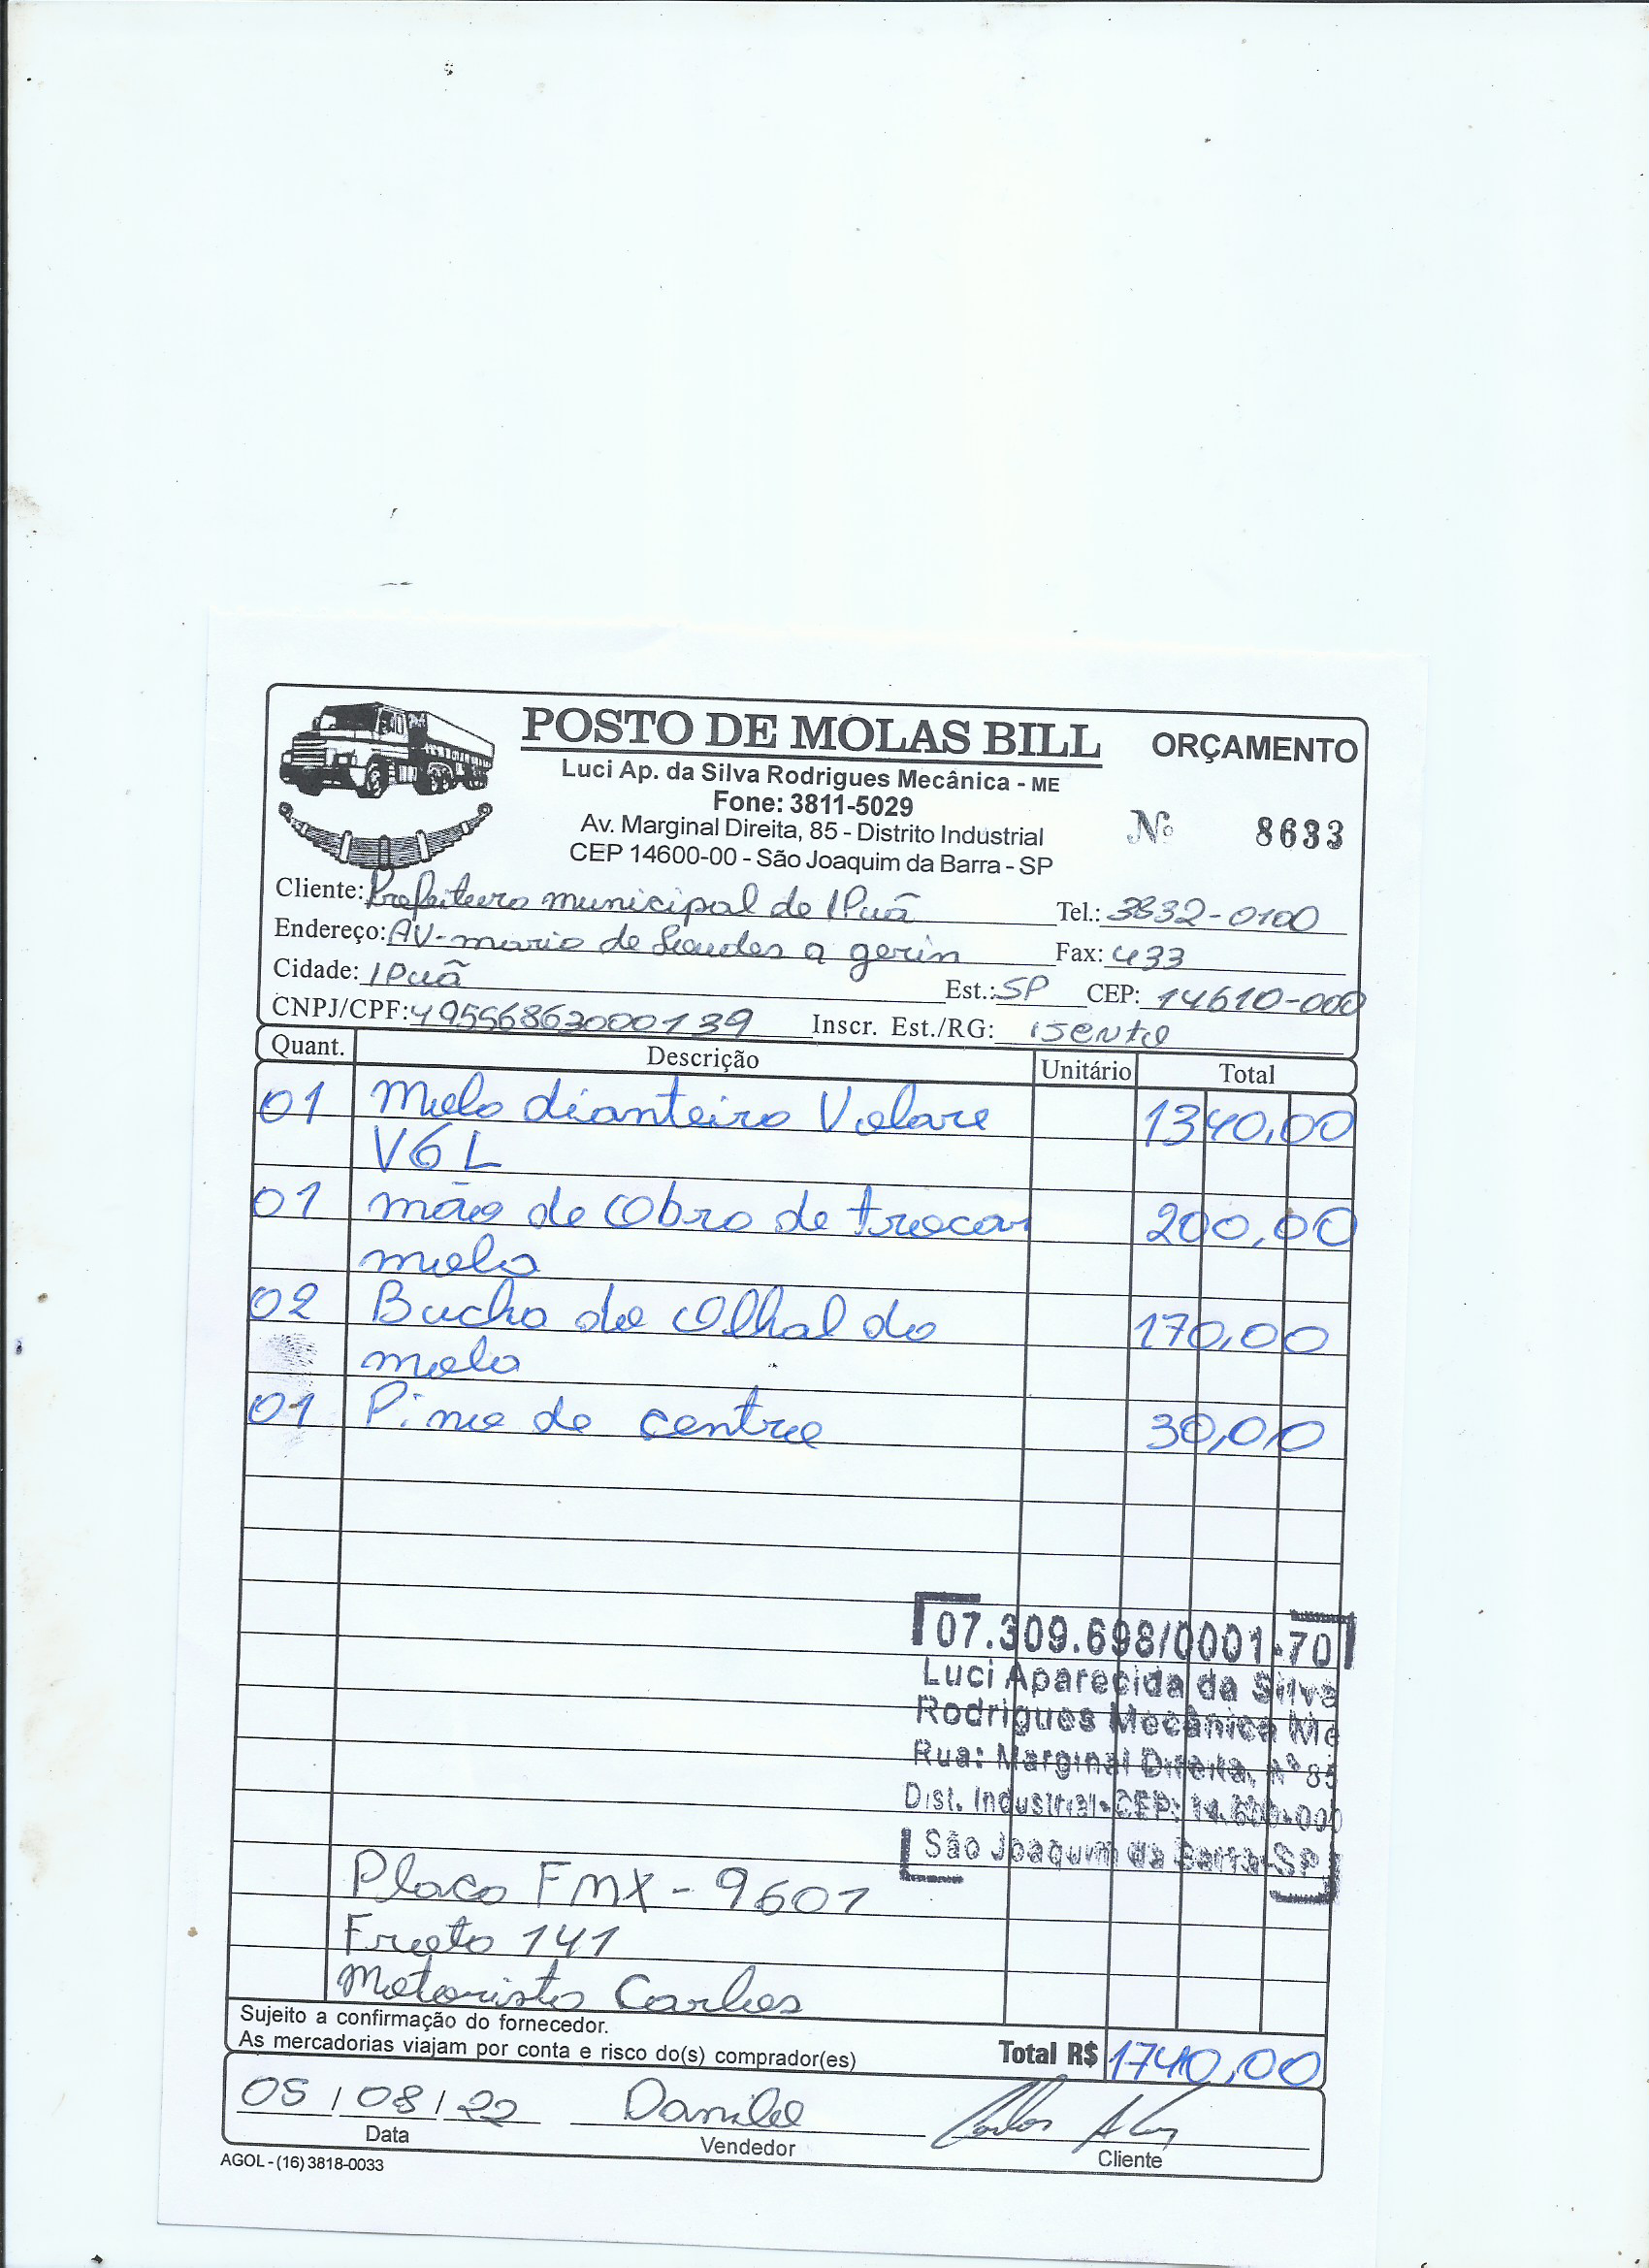 POSTO DE MOLAS BILL ORÇAMENTO
Luci Ap. da Silva Rodrigues Mecânica - ME
Fone: 3811-5029
Av. Marginal Direita, 85 - Distrito Industrial
Nº 8633
CEP 14600-00 - São Joaquim da Barra - SP
Cliente: Prefeitura municipal de IPuã Tel.: 3832-0100
Endereço: AV- maria de a gerin Fax: 433
Cidade: IPuã Est.: SP CEP: 14610-000
CNPJ/CPF: 49556863000139 Inscr. Est./RG: isento
Quant. Descrição Unitário Total
01 mola dianteira Volare 1340,00
V6 L
01 mão de Obra de trocar 200,00
mola
02 Bucha de Olhal da 170,00
mola
01 Pino de centro 30,00
07.309.698/0001-70
Luci Aparecida da Silva
Rodrigues Mecânica Me
Rua: Marginal Direita, Nº 85
Dist. Industrial-CEP: 14.600-000
São Joaquim da Barra-SP
Placa FMX - 9601
Frota 141
Motorista Carlos
Sujeito a confirmação do fornecedor.
As mercadorias viajam por conta e risco do(s) comprador(es) Total R$ 1740,00
05 / 08 / 22 Danilo Carlos
Data Vendedor Cliente
AGOL - (16) 3818-0033